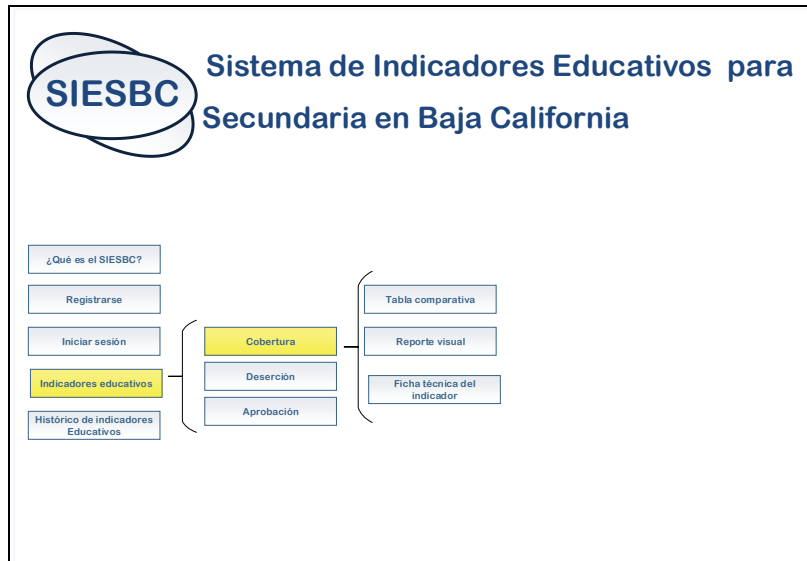 SIESBC
Sistema de Indicadores Educativos para
Secundaria en Baja California
¿Qué es el SIESBC?
Registrarse
Iniciar sesión
Indicadores educativos
Histórico de indicadores
Educativos
Cobertura
Deserción
Aprobación
Tabla comparativa
Reporte visual
Ficha técnica del
indicador